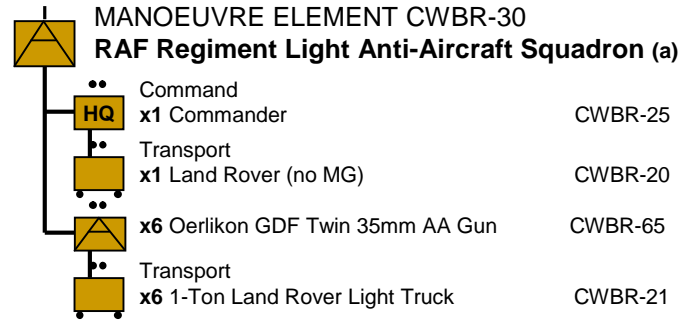 MANOEUVRE ELEMENT CWBR-30
RAF Regiment Light Anti-Aircraft Squadron (a)
Command
HQ x1 Commander CWBR-25
Transport
x1 Land Rover (no MG) CWBR-20
x6 Oerlikon GDF Twin 35mm AA Gun CWBR-65
Transport
x6 1-Ton Land Rover Light Truck CWBR-21